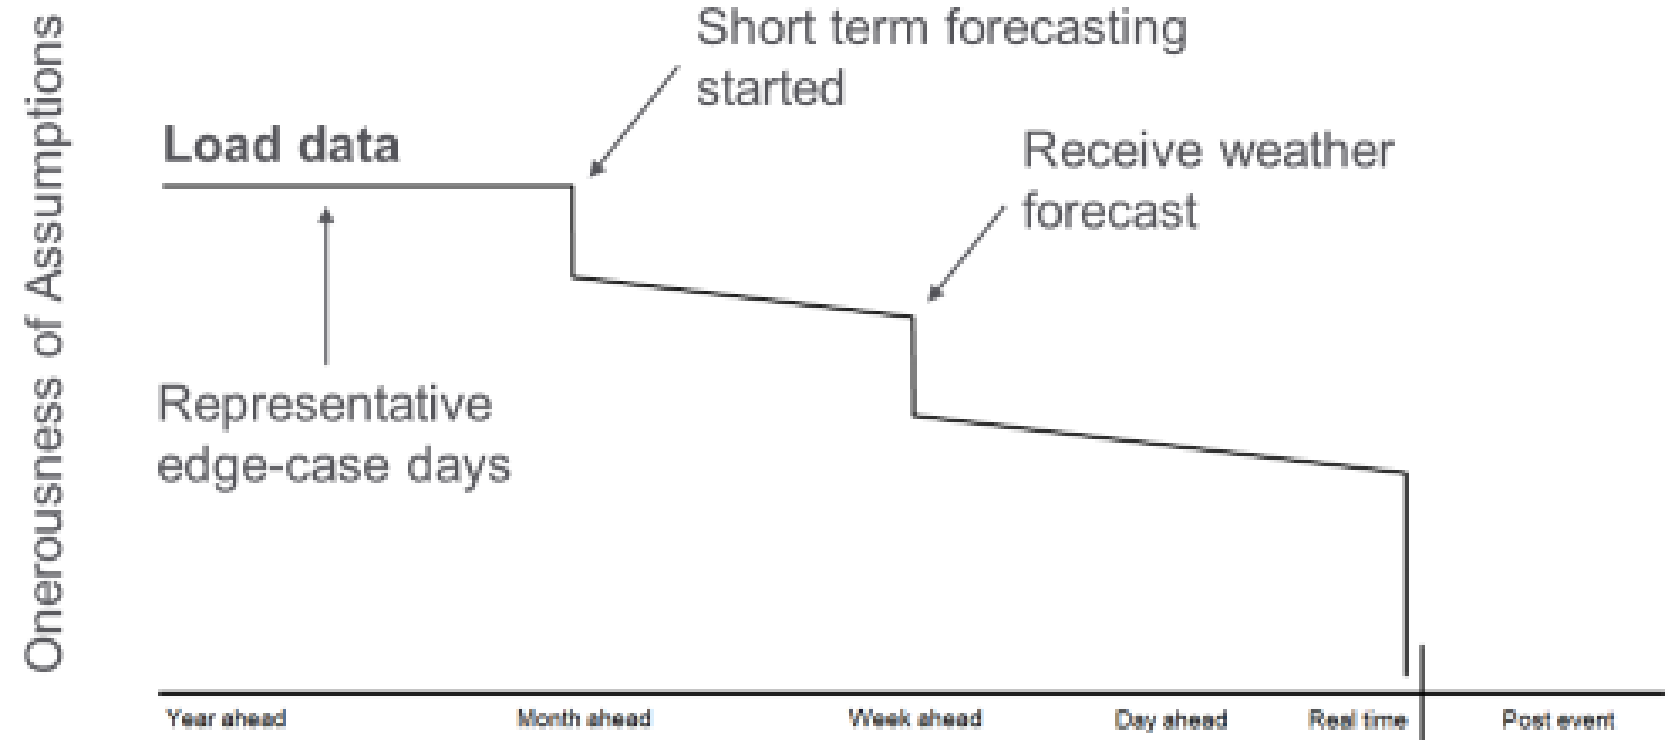 Onerousness of Assumptions
Short term forecasting
started
Load data
Receive weather
forecast
Representative
edge-case days
Year ahead
Month ahead
Week ahead
Day ahead
Real time
Post event